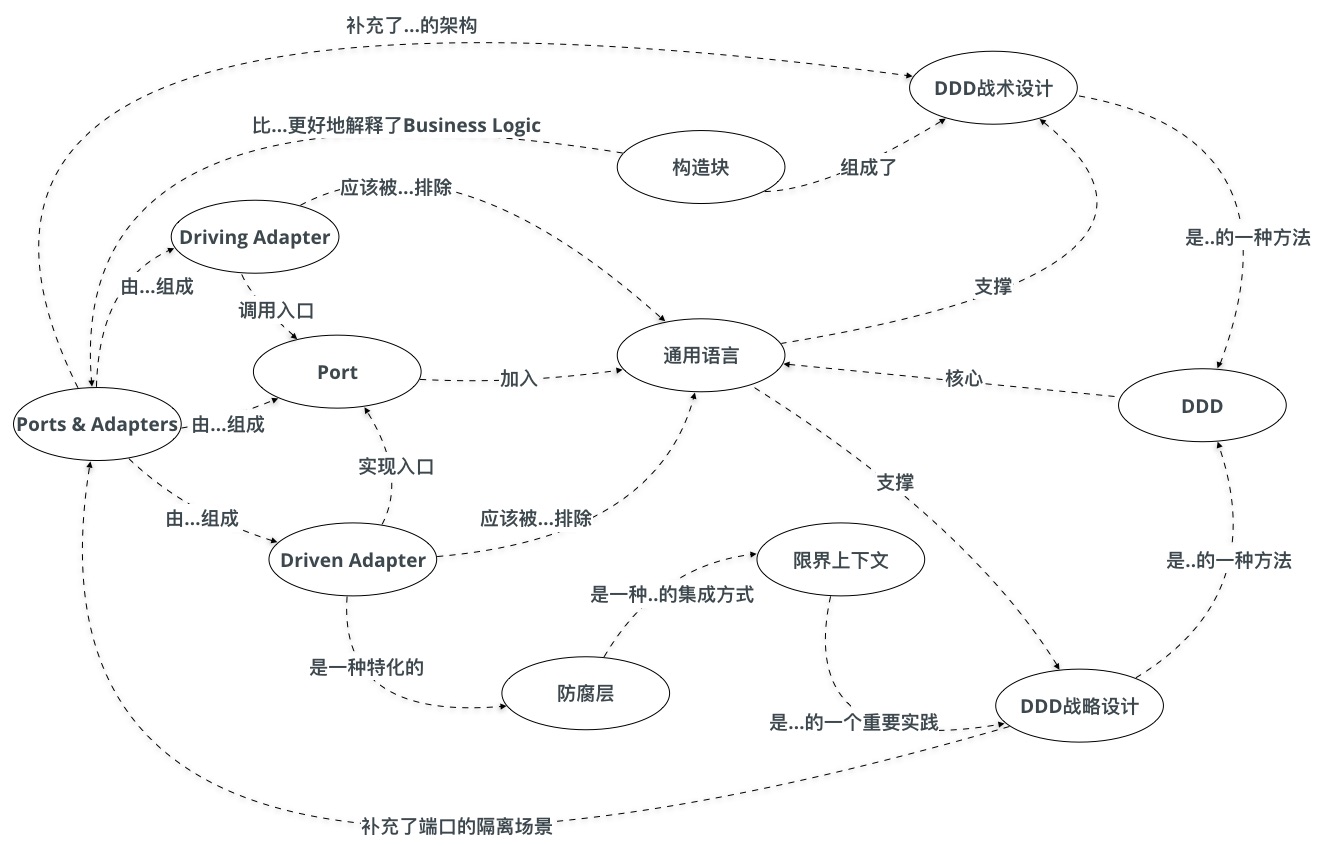 补充了...的架构
DDD战术设计
比...更好地解释了Business Logic
构造块
组成了
应该被...排除
Driving Adapter
是..的一种方法
由...组成
支撑
调用入口
通用语言
Port
加入
核心
DDD
Ports & Adapters
由...组成
实现入口
支撑
由...组成
应该被...排除
Driven Adapter
限界上下文
是..的一种方法
是一种..的集成方式
是一种特化的
防腐层
DDD战略设计
是...的一个重要实践
补充了端口的隔离场景